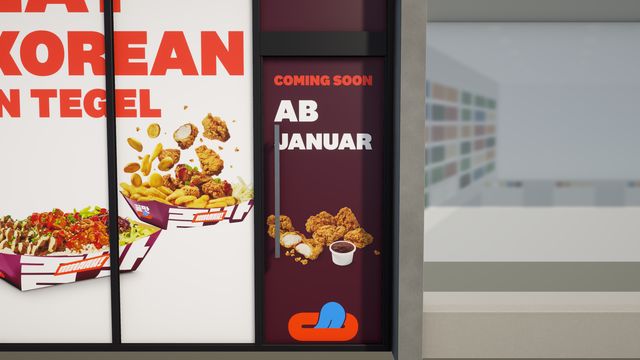 KOREAN
N TEGEL
COMING SOON
AB
JANUAR